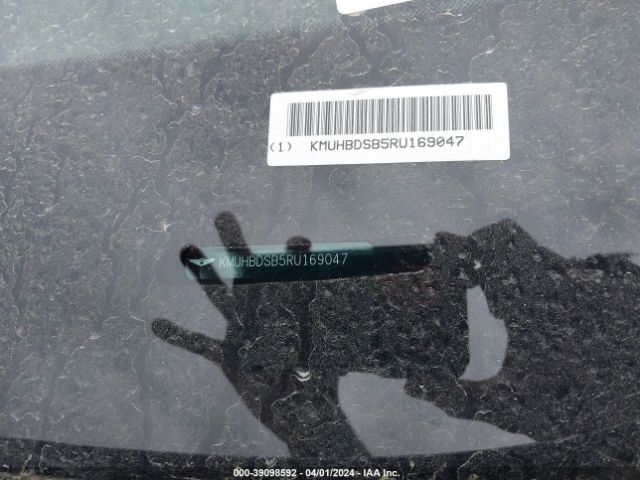 (1) KMUHBDSB5RU169047
KMUHBDSB5RU169047
000-39098592 - 04/01/2024 - IAA Inc.